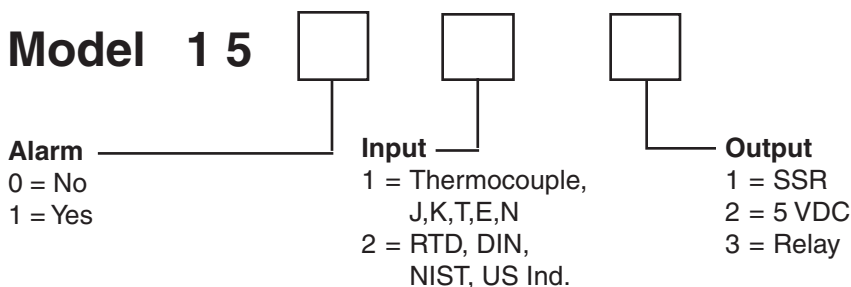 Model 1 5
Alarm
0 = No
1 = Yes
Input
1 = Thermocouple,
J,K,T,E,N
2 = RTD, DIN,
NIST, US Ind.
Output
1 = SSR
2 = 5 VDC
3 = Relay